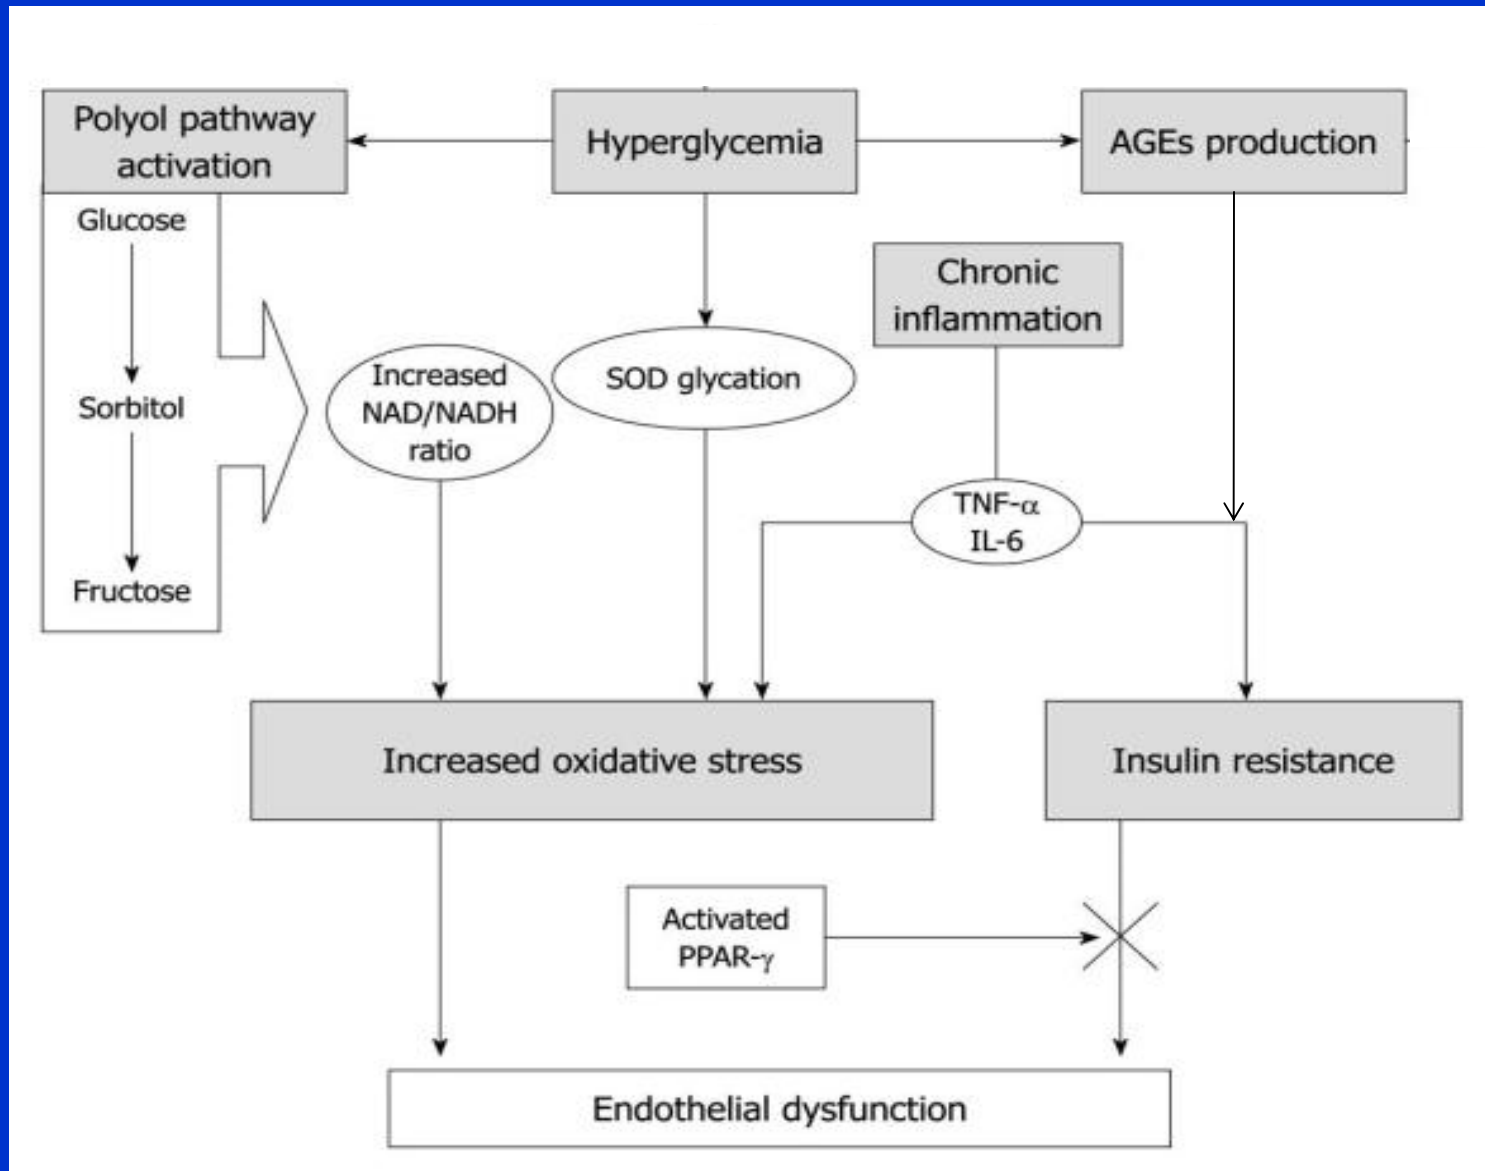 Polyol pathway
activation
Hyperglycemia
AGEs production
Glucose
Sorbitol
Fructose
Increased
NAD/NADH
ratio
SOD glycation
Chronic
inflammation
TNF-α
IL-6
Increased oxidative stress
Insulin resistance
Activated
PPAR-γ
Endothelial dysfunction